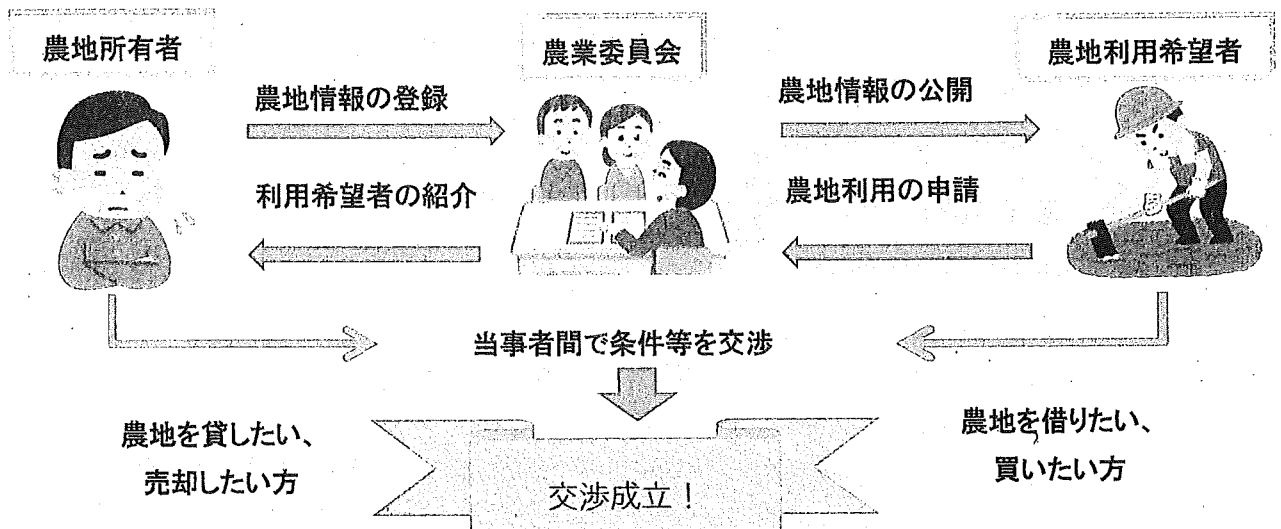 農地所有者
農業委員会
農地利用希望者
農地情報の登録
農地情報の公開
利用希望者の紹介
農地利用の申請
当事者間で条件等を交渉
農地を貸したい、
売却したい方
農地を借りたい、
買いたい方
交渉成立！